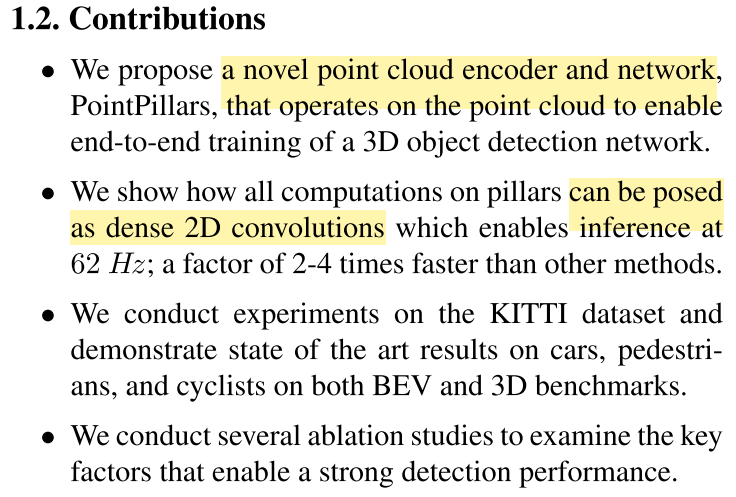 1.2. Contributions
• We propose a novel point cloud encoder and network,
PointPillars, that operates on the point cloud to enable
end-to-end training of a 3D object detection network.
• We show how all computations on pillars can be posed
as dense 2D convolutions which enables inference at
62 Hz; a factor of 2-4 times faster than other methods.
• We conduct experiments on the KITTI dataset and
demonstrate state of the art results on cars, pedestri-
ans, and cyclists on both BEV and 3D benchmarks.
• We conduct several ablation studies to examine the key
factors that enable a strong detection performance.